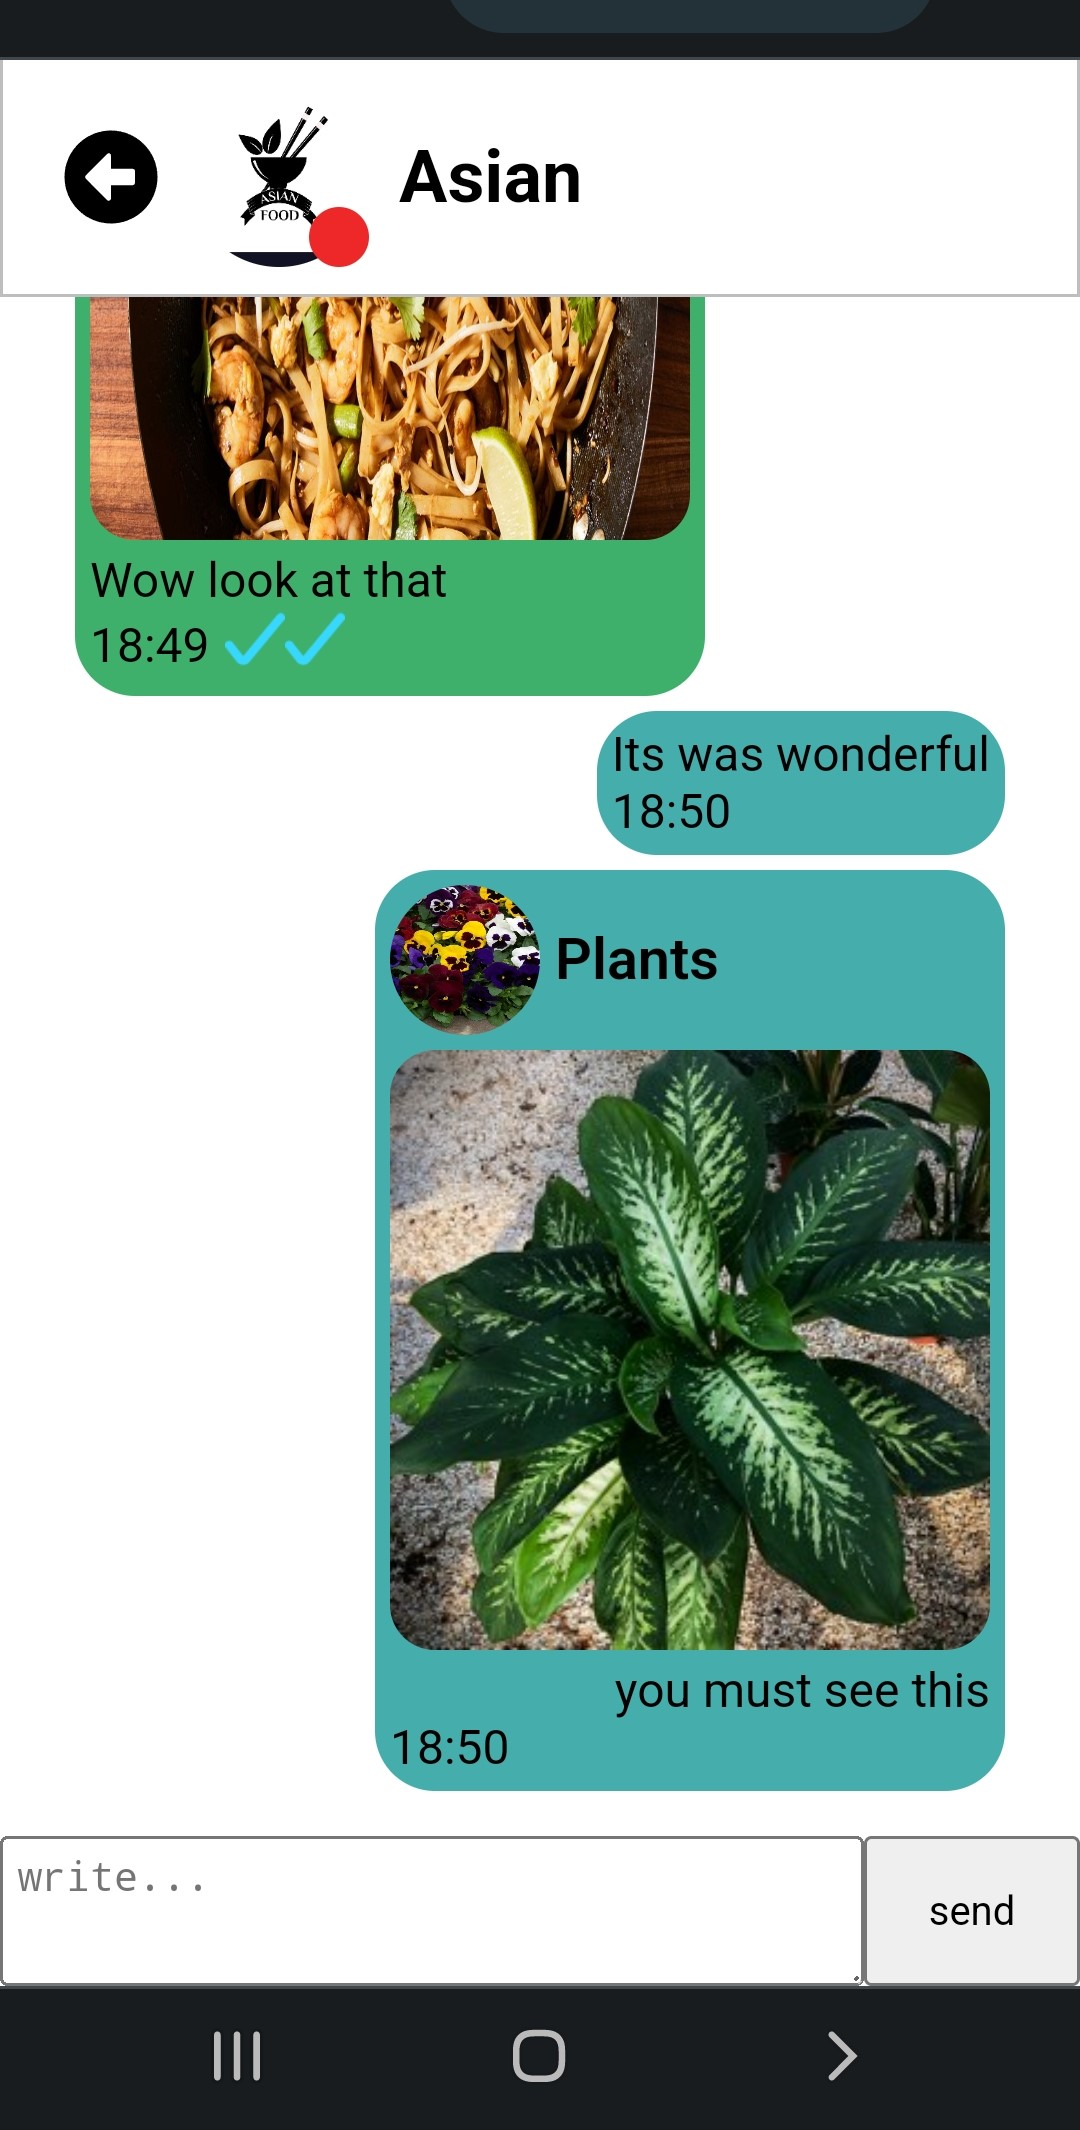 ASIAN
FOOD
Asian
Wow look at that
18:49
Its was wonderful
18:50
Plants
you must see this
18:50
write...
send